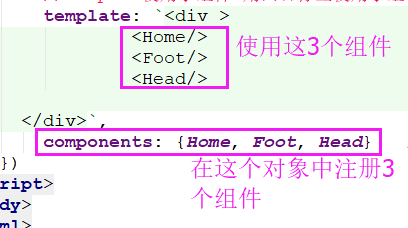 template: `<div >
<Home/>
<Foot/>
<Head/>
使用这3个组件
</div>`,
components: {Home, Foot, Head}
在这个对象中注册3
个组件
})
ript>
dy>